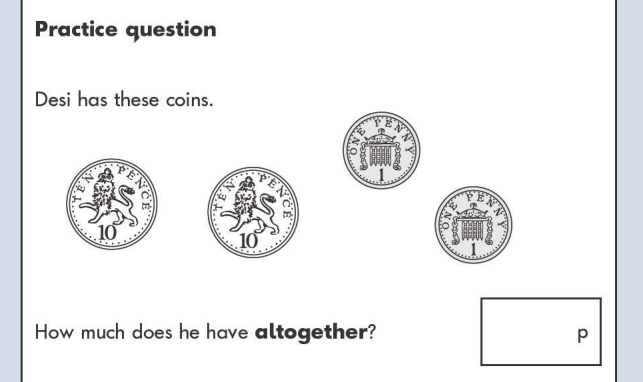 Practice question
Desi has these coins.
ONE PENNY
1
TEN PENCE
10
TEN PENCE
10
ONE PENNY
1
How much does he have altogether?
p